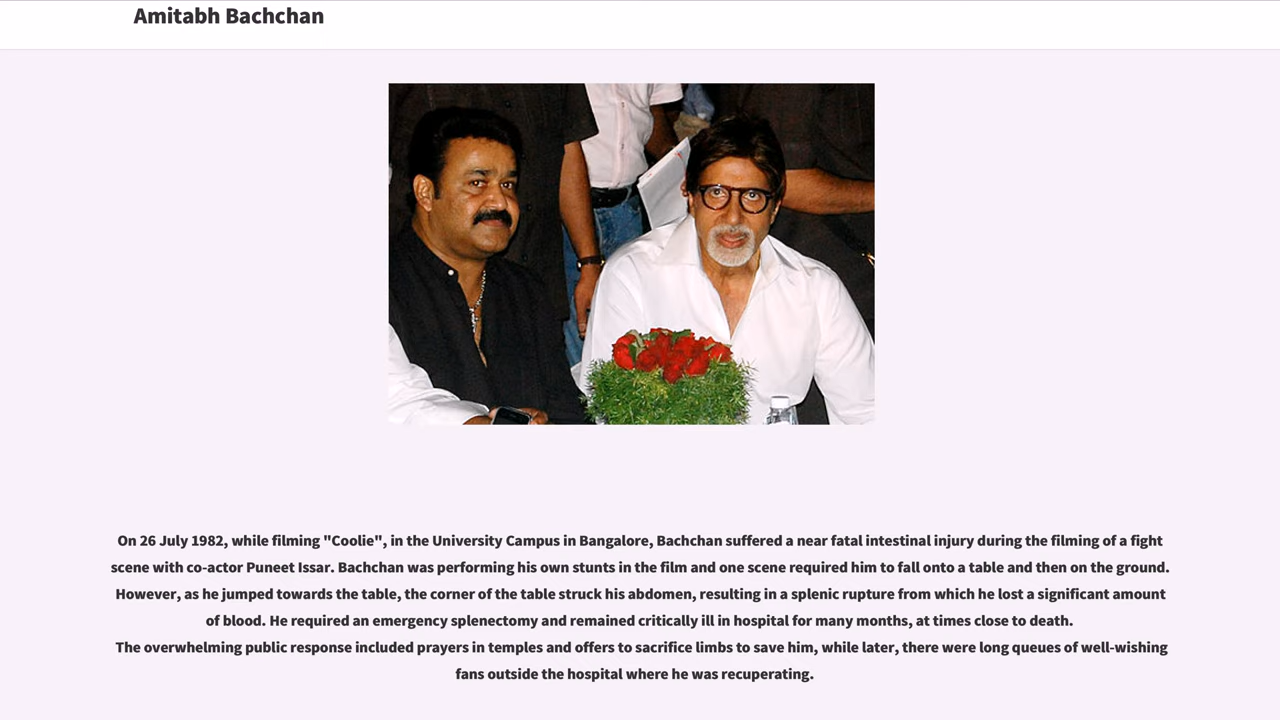 Amitabh Bachchan
On 26 July 1982, while filming "Coolie", in the University Campus in Bangalore, Bachchan suffered a near fatal intestinal injury during the filming of a fight
scene with co-actor Puneet Issar. Bachchan was performing his own stunts in the film and one scene required him to fall onto a table and then on the ground.
However, as he jumped towards the table, the corner of the table struck his abdomen, resulting in a splenic rupture from which he lost a significant amount
of blood. He required an emergency splenectomy and remained critically ill in hospital for many months, at times close to death.
The overwhelming public response included prayers in temples and offers to sacrifice limbs to save him, while later, there were long queues of well-wishing
fans outside the hospital where he was recuperating.